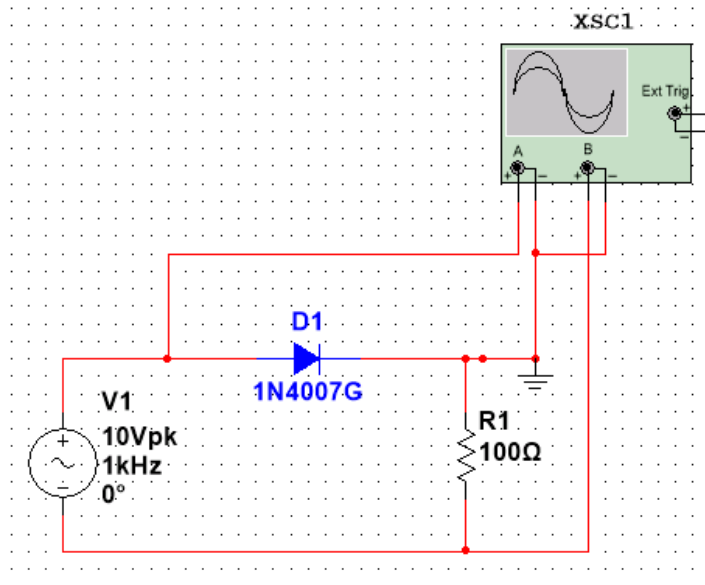 XSC1
Ext Trig
+
−
A
B
+
−
+
−
D1
1N4007G
V1
+
10Vpk
1kHz
−
0°
R1
100Ω